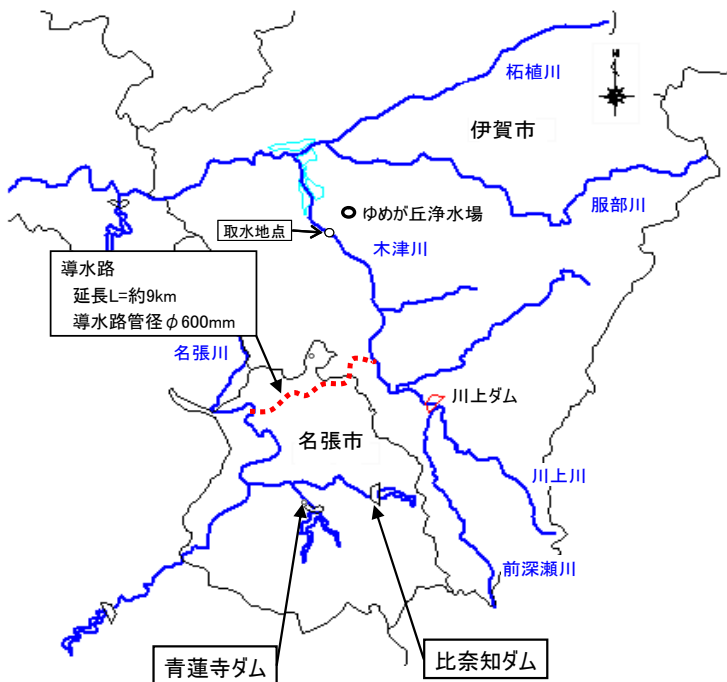 柘植川
N
伊賀市
服部川
ゆめが丘浄水場
取水地点
木津川
導水路
延長L=約9km
導水路管径φ600mm
名張川
川上ダム
名張市
川上川
前深瀬川
青蓮寺ダム
比奈知ダム